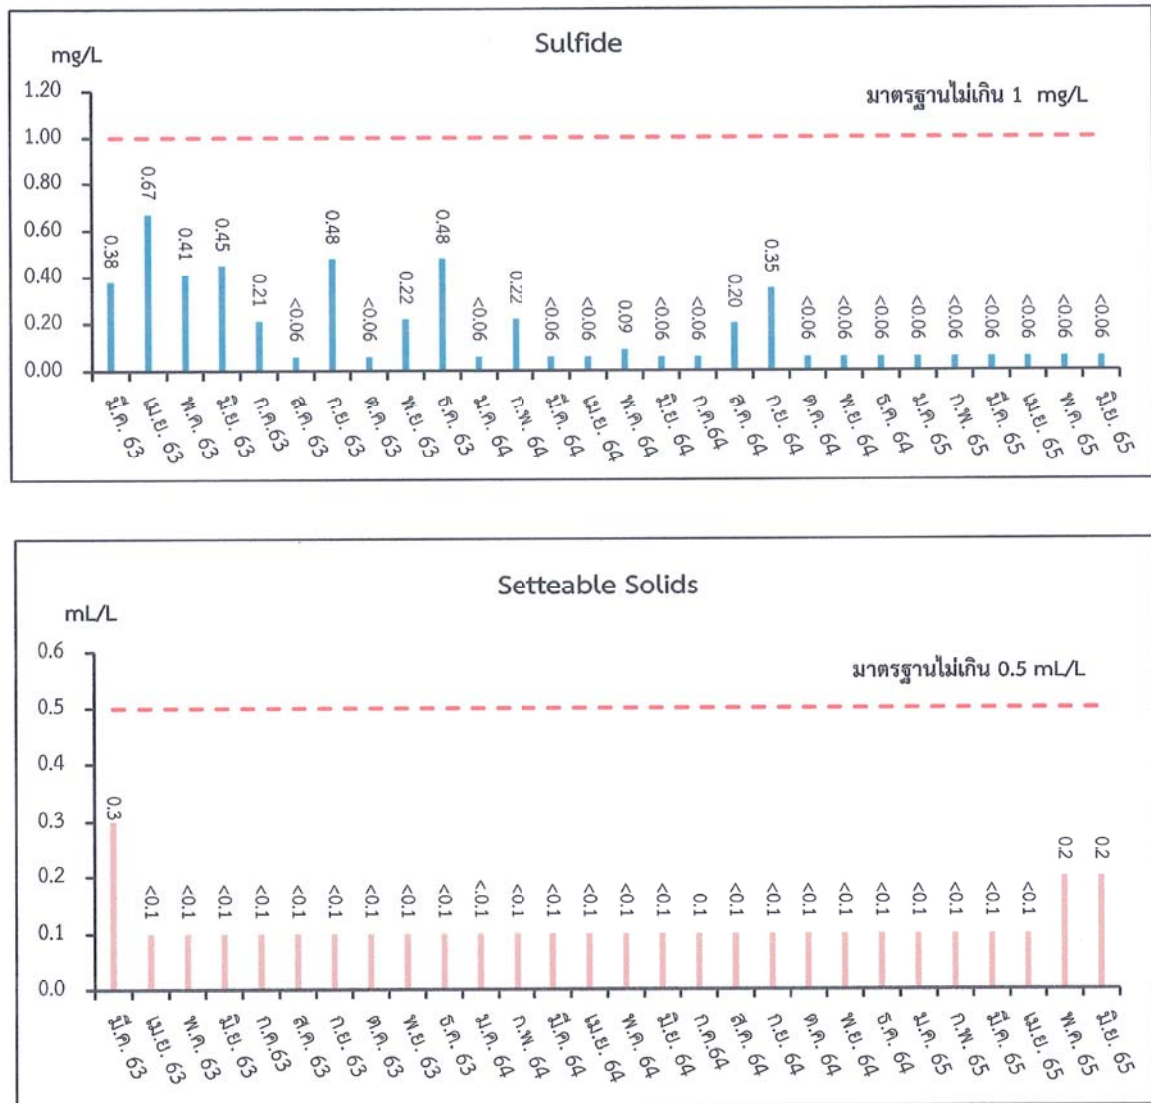 Sulfide
mg/L
มาตรฐานไม่เกิน 1 mg/L
1.20
1.00
0.80
0.60
0.40
0.20
0.00
0.38 0.67 0.41 0.45 0.21 <0.06 0.48 <0.06 0.22 0.48 <0.06 0.22 <0.06 <0.06 0.09 <0.06 <0.06 0.20 0.35 <0.06 <0.06 <0.06 <0.06 <0.06 <0.06 <0.06 <0.06 <0.06
มี.ค. 63 เม.ย. 63 พ.ค. 63 มิ.ย. 63 ก.ค.63 ส.ค. 63 ก.ย. 63 ต.ค. 63 พ.ย. 63 ธ.ค. 63 ม.ค. 64 ก.พ. 64 มี.ค. 64 เม.ย. 64 พ.ค. 64 มิ.ย. 64 ก.ค.64 ส.ค. 64 ก.ย. 64 ต.ค. 64 พ.ย. 64 ธ.ค. 64 ม.ค. 65 ก.พ. 65 มี.ค. 65 เม.ย. 65 พ.ค. 65 มิ.ย. 65
Setteable Solids
mL/L
มาตรฐานไม่เกิน 0.5 mL/L
0.6
0.5
0.4
0.3
0.2
0.1
0.0
0.3 <0.1 <0.1 <0.1 <0.1 <0.1 <0.1 <0.1 <0.1 <0.1 <.01 <0.1 <0.1 <0.1 <0.1 <0.1 0.1 <0.1 <0.1 <0.1 <0.1 <0.1 <0.1 <0.1 <0.1 <0.1 0.2 0.2
มี.ค. 63 เม.ย. 63 พ.ค. 63 มิ.ย. 63 ก.ค.63 ส.ค. 63 ก.ย. 63 ต.ค. 63 พ.ย. 63 ธ.ค. 63 ม.ค. 64 ก.พ. 64 มี.ค. 64 เม.ย. 64 พ.ค. 64 มิ.ย. 64 ก.ค.64 ส.ค. 64 ก.ย. 64 ต.ค. 64 พ.ย. 64 ธ.ค. 64 ม.ค. 65 ก.พ. 65 มี.ค. 65 เม.ย. 65 พ.ค. 65 มิ.ย. 65